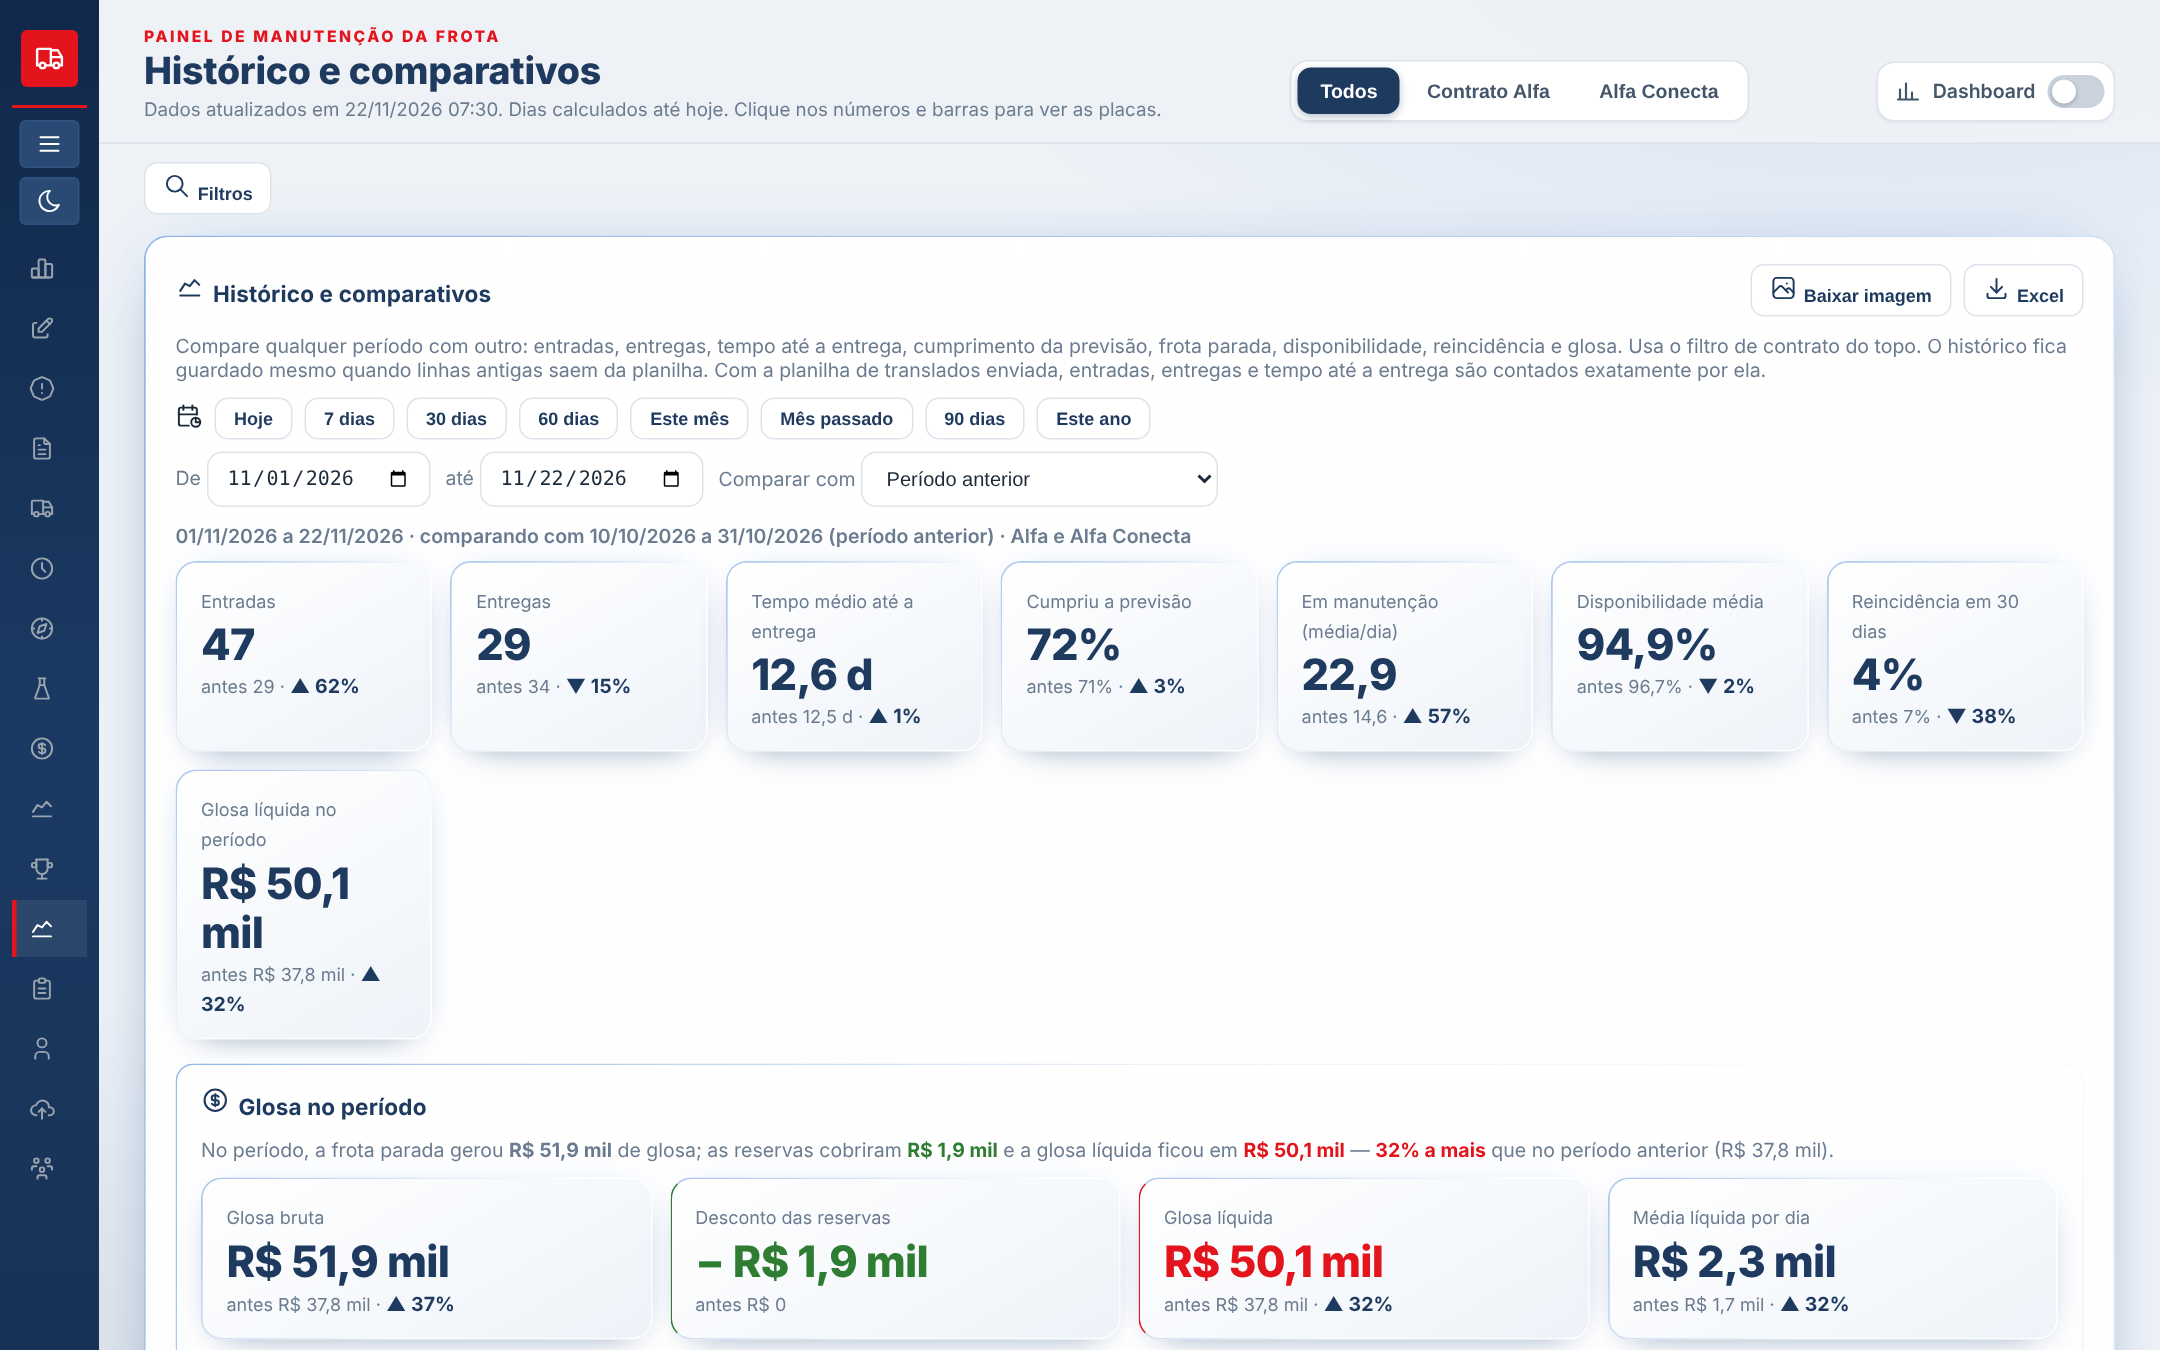 PAINEL DE MANUTENÇÃO DA FROTA
Histórico e comparativos
Dados atualizados em 22/11/2026 07:30. Dias calculados até hoje. Clique nos números e barras para ver as placas.
Todos
Contrato Alfa
Alfa Conecta
Dashboard
Filtros
Histórico e comparativos
Baixar imagem
Excel
Compare qualquer período com outro: entradas, entregas, tempo até a entrega, cumprimento da previsão, frota parada, disponibilidade, reincidência e glosa. Usa o filtro de contrato do topo. O histórico fica
guardado mesmo quando linhas antigas saem da planilha. Com a planilha de translados enviada, entradas, entregas e tempo até a entrega são contados exatamente por ela.
Hoje
7 dias
30 dias
60 dias
Este mês
Mês passado
90 dias
Este ano
De 11/01/2026 até 11/22/2026 Comparar com Período anterior
01/11/2026 a 22/11/2026 · comparando com 10/10/2026 a 31/10/2026 (período anterior) · Alfa e Alfa Conecta
Entradas
47
antes 29 · ▲ 62%
Entregas
29
antes 34 · ▼ 15%
Tempo médio até a
entrega
12,6 d
antes 12,5 d · ▲ 1%
Cumpriu a previsão
72%
antes 71% · ▲ 3%
Em manutenção
(média/dia)
22,9
antes 14,6 · ▲ 57%
Disponibilidade média
94,9%
antes 96,7% · ▼ 2%
Reincidência em 30
dias
4%
antes 7% · ▼ 38%
Glosa líquida no
período
R$ 50,1
mil
antes R$ 37,8 mil · ▲
32%
Glosa no período
No período, a frota parada gerou R$ 51,9 mil de glosa; as reservas cobriram R$ 1,9 mil e a glosa líquida ficou em R$ 50,1 mil — 32% a mais que no período anterior (R$ 37,8 mil).
Glosa bruta
R$ 51,9 mil
antes R$ 37,8 mil · ▲ 37%
Desconto das reservas
– R$ 1,9 mil
antes R$ 0
Glosa líquida
R$ 50,1 mil
antes R$ 37,8 mil · ▲ 32%
Média líquida por dia
R$ 2,3 mil
antes R$ 1,7 mil · ▲ 32%